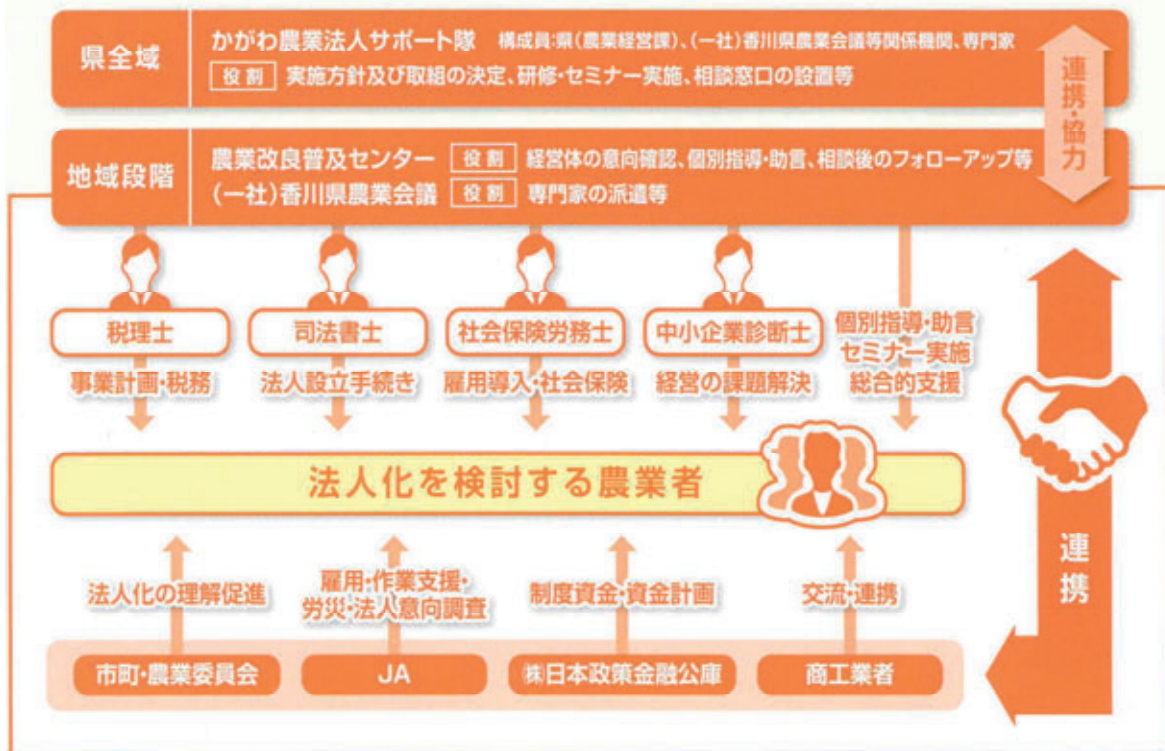 県全域
かがわ農業法人サポート隊 構成員:県(農業経営課)、(一社)香川県農業会議等関係機関、専門家
役割 実施方針及び取組の決定、研修・セミナー実施、相談窓口の設置等
連携・協力
地域段階
農業改良普及センター 役割 経営体の意向確認、個別指導・助言、相談後のフォローアップ等
(一社)香川県農業会議 役割 専門家の派遣等
税理士
事業計画・税務
司法書士
法人設立手続き
社会保険労務士
雇用導入・社会保険
中小企業診断士
経営の課題解決
個別指導・助言
セミナー実施
総合的支援
法人化を検討する農業者
連携
法人化の理解促進
雇用・作業支援・
労災・法人意向調査
制度資金・資金計画
交流・連携
市町・農業委員会
JA
㈱日本政策金融公庫
商工業者